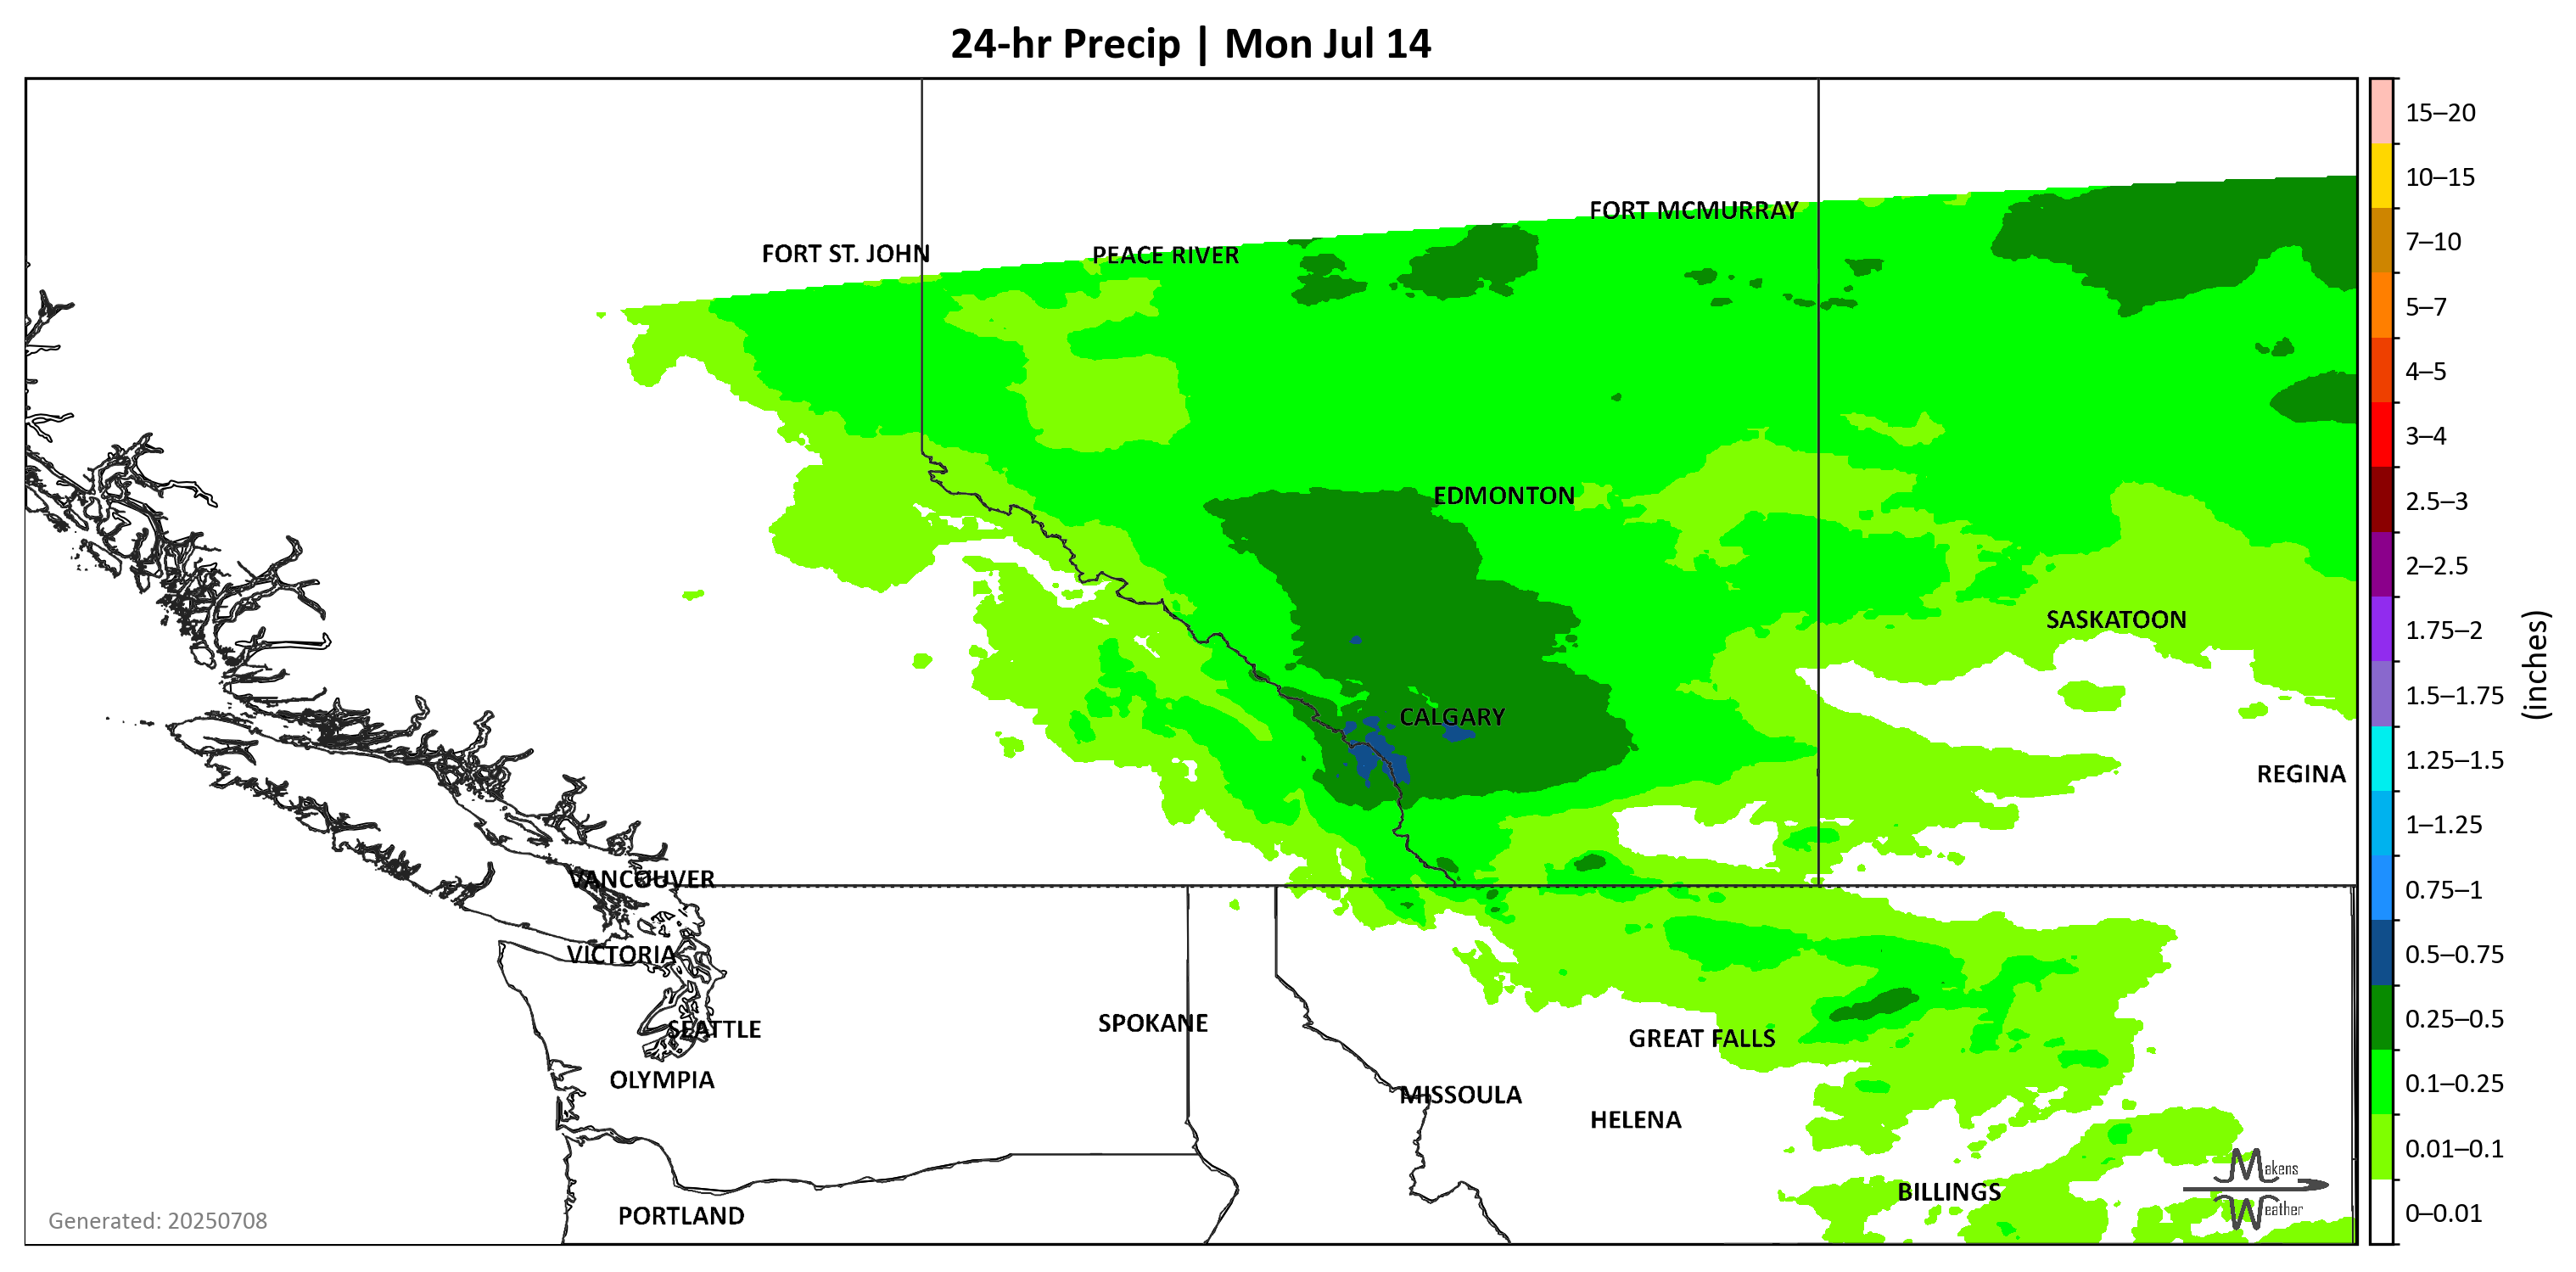 24-hr Precip | Mon Jul 14
FORT MCMURRAY
FORT ST. JOHN
PEACE RIVER
EDMONTON
SASKATOON
CALGARY
REGINA
VANCOUVER
VICTORIA
SPOKANE
SEATTLE
GREAT FALLS
OLYMPIA
MISSOULA
HELENA
BILLINGS
PORTLAND
Makens
Weather
Generated: 20250708
15–20
10–15
7–10
5–7
4–5
3–4
2.5–3
2–2.5
1.75–2
1.5–1.75
1.25–1.5
1–1.25
0.75–1
0.5–0.75
0.25–0.5
0.1–0.25
0.01–0.1
0–0.01
(inches)